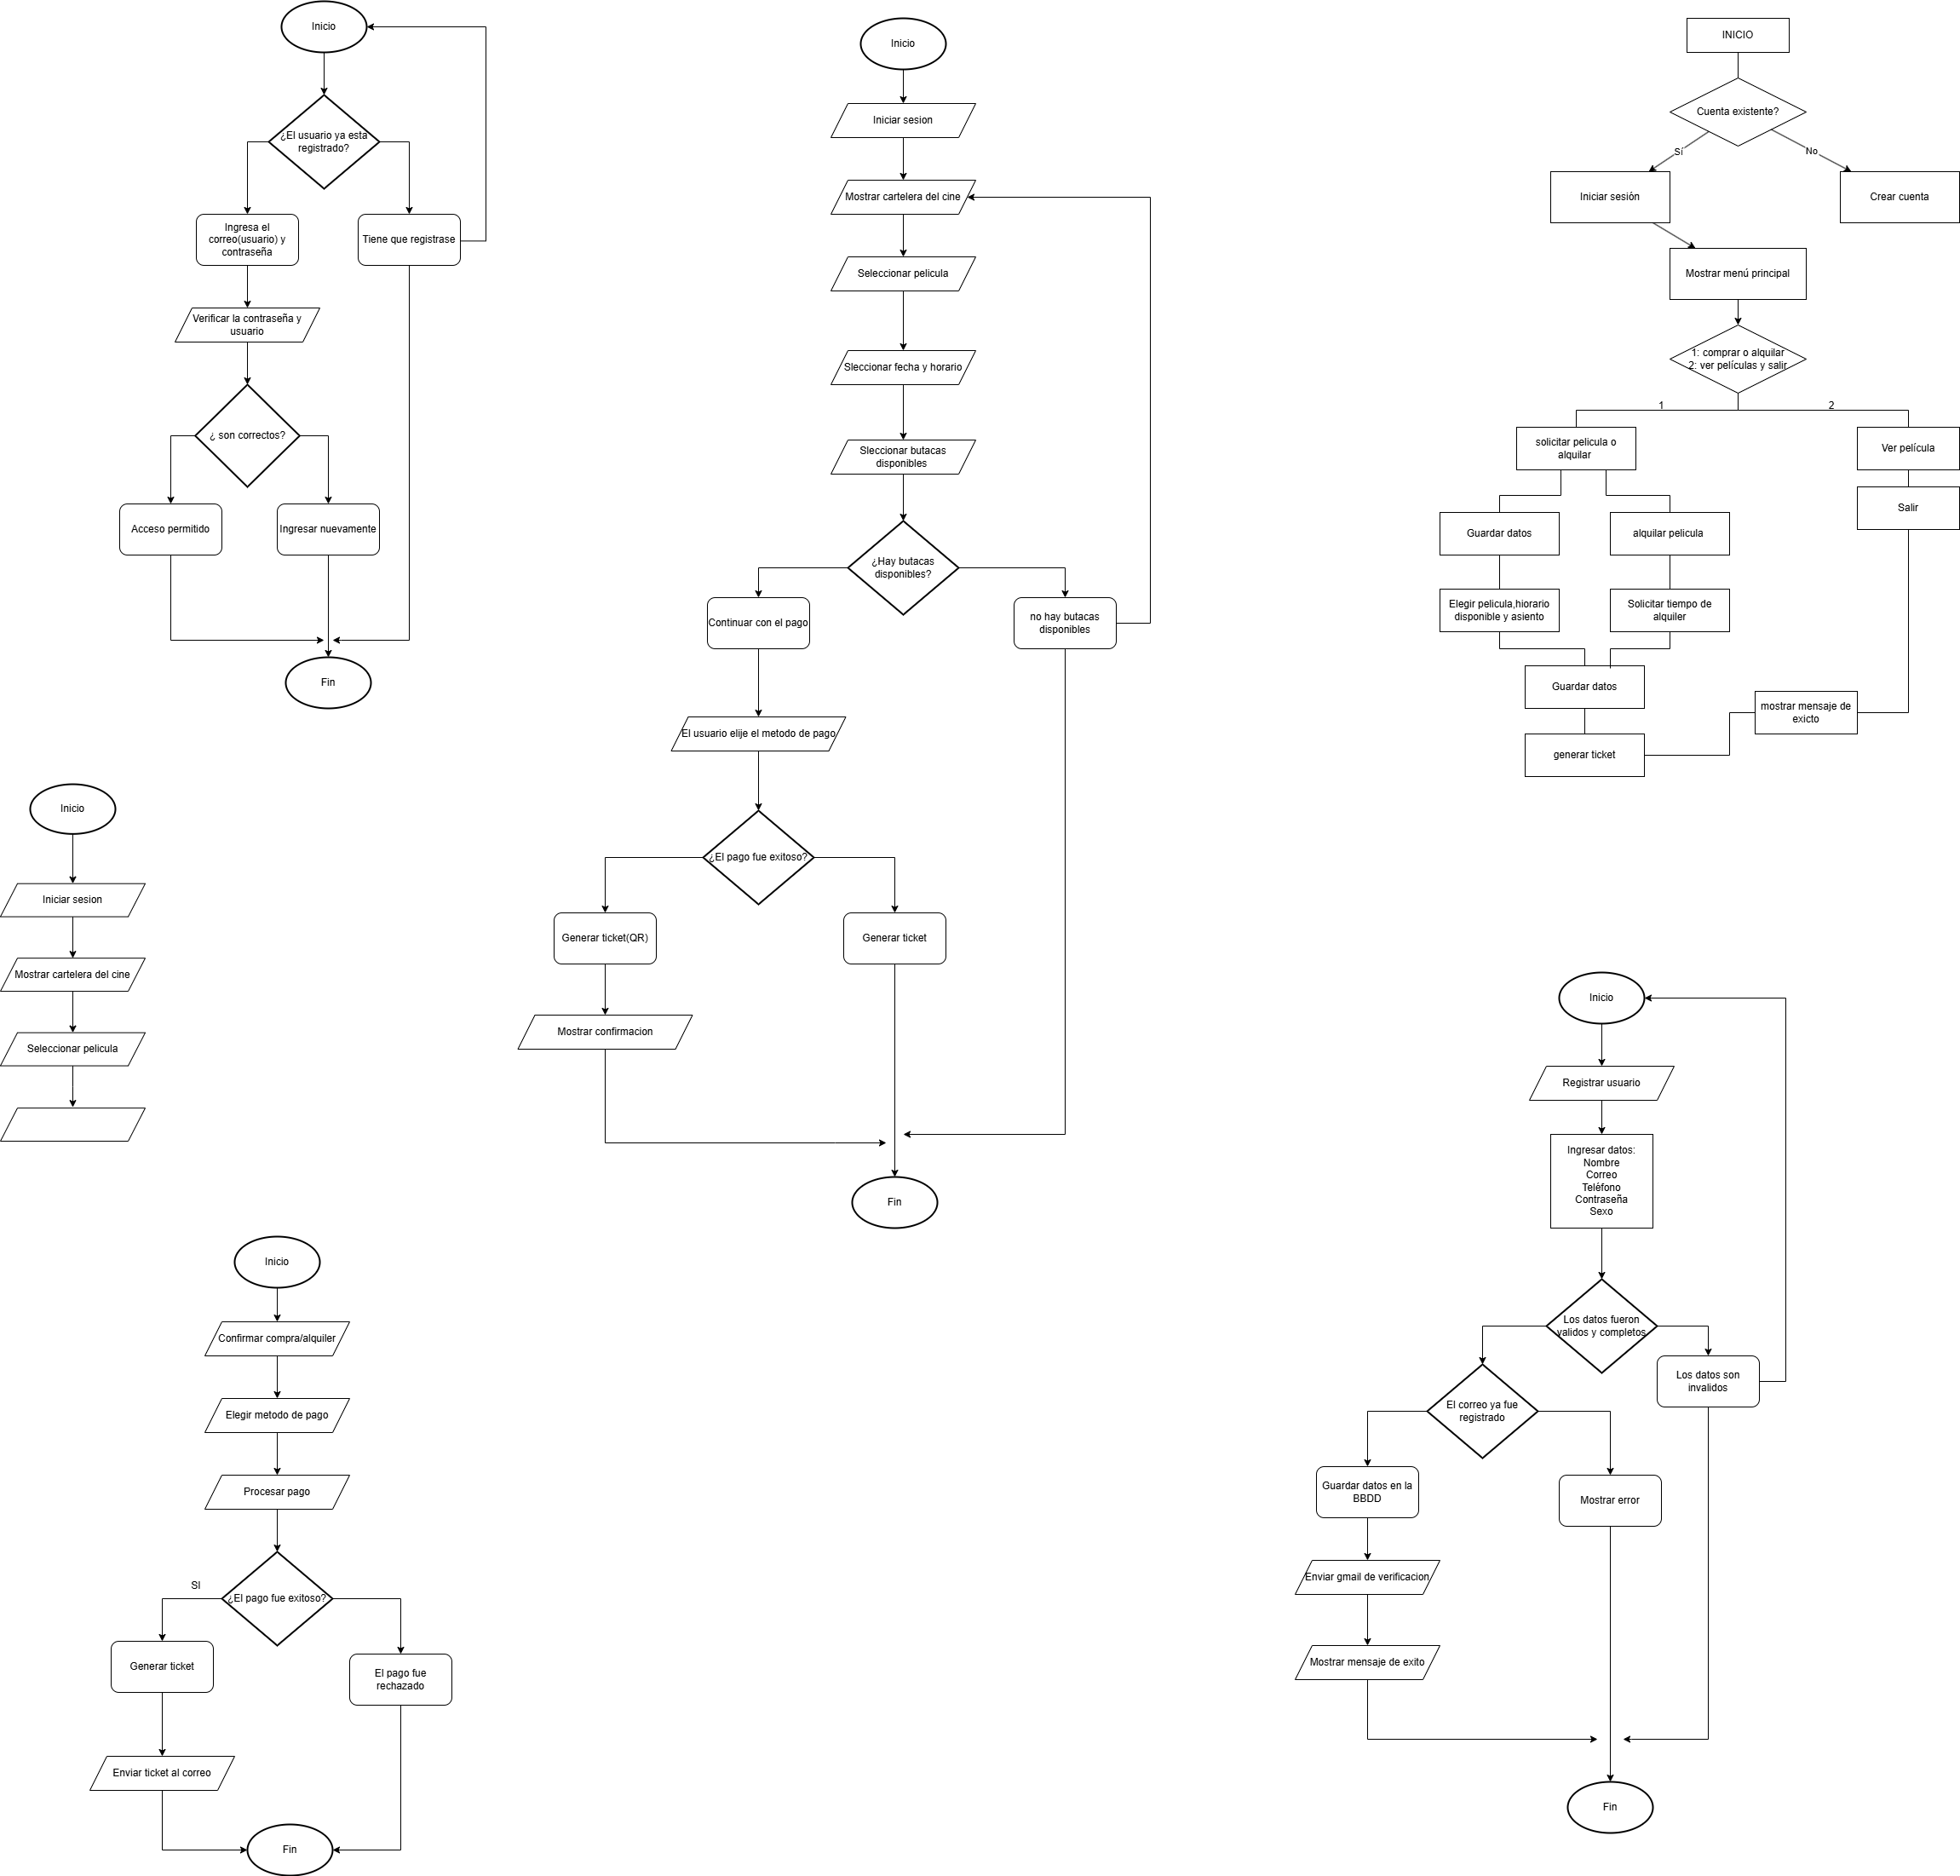 Inicio
¿El usuario ya esta
registrado?
Ingresa el
correo(usuario) y
contraseña
Tiene que registrase
Verificar la contraseña y
usuario
¿ son correctos?
Acceso permitido
Ingresar nuevamente
Fin
Inicio
Iniciar sesion
Mostrar cartelera del cine
Seleccionar pelicula
Sleccionar fecha y horario
Sleccionar butacas
disponibles
¿Hay butacas
disponibles?
Continuar con el pago
no hay butacas
disponibles
El usuario elije el metodo de pago
¿El pago fue exitoso?
Generar ticket(QR)
Generar ticket
Mostrar confirmacion
Fin
INICIO
Cuenta existente?
Sí
No
Iniciar sesión
Crear cuenta
Mostrar menú principal
1: comprar o alquilar
2: ver películas y salir
1
2
solicitar pelicula o
alquilar
Ver película
Salir
Guardar datos
alquilar pelicula
Elegir pelicula,hiorario
disponible y asiento
Solicitar tiempo de
alquiler
Guardar datos
mostrar mensaje de
exicto
generar ticket
Inicio
Iniciar sesion
Mostrar cartelera del cine
Seleccionar pelicula
Inicio
Confirmar compra/alquiler
Elegir metodo de pago
Procesar pago
SI
¿El pago fue exitoso?
Generar ticket
El pago fue
rechazado
Enviar ticket al correo
Fin
Inicio
Registrar usuario
Ingresar datos:
Nombre
Correo
Teléfono
Contraseña
Sexo
Los datos fueron
validos y completos
Los datos son
invalidos
El correo ya fue
registrado
Guardar datos en la
BBDD
Mostrar error
Enviar gmail de verificacion
Mostrar mensaje de exito
Fin